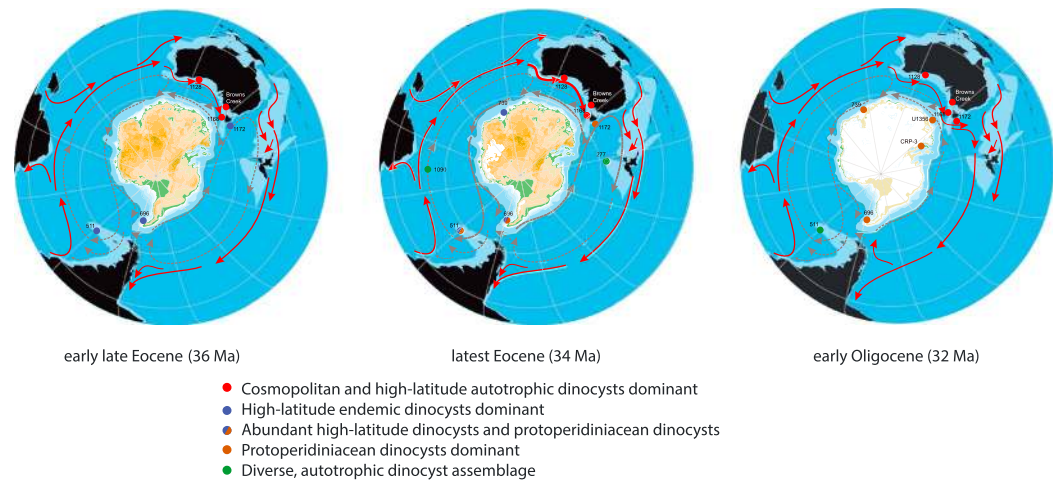 1128
Browns
Creek
1168
1172
696
511
early late Eocene (36 Ma)
739
1128
Browns
Creek
1172
777
1090
696
511
latest Eocene (34 Ma)
1128
Browns
Creek
739
U1356
1172
CRP-3
696
511
early Oligocene (32 Ma)
Cosmopolitan and high-latitude autotrophic dinocysts dominant
High-latitude endemic dinocysts dominant
Abundant high-latitude dinocysts and protoperidiniacean dinocysts
Protoperidiniacean dinocysts dominant
Diverse, autotrophic dinocyst assemblage